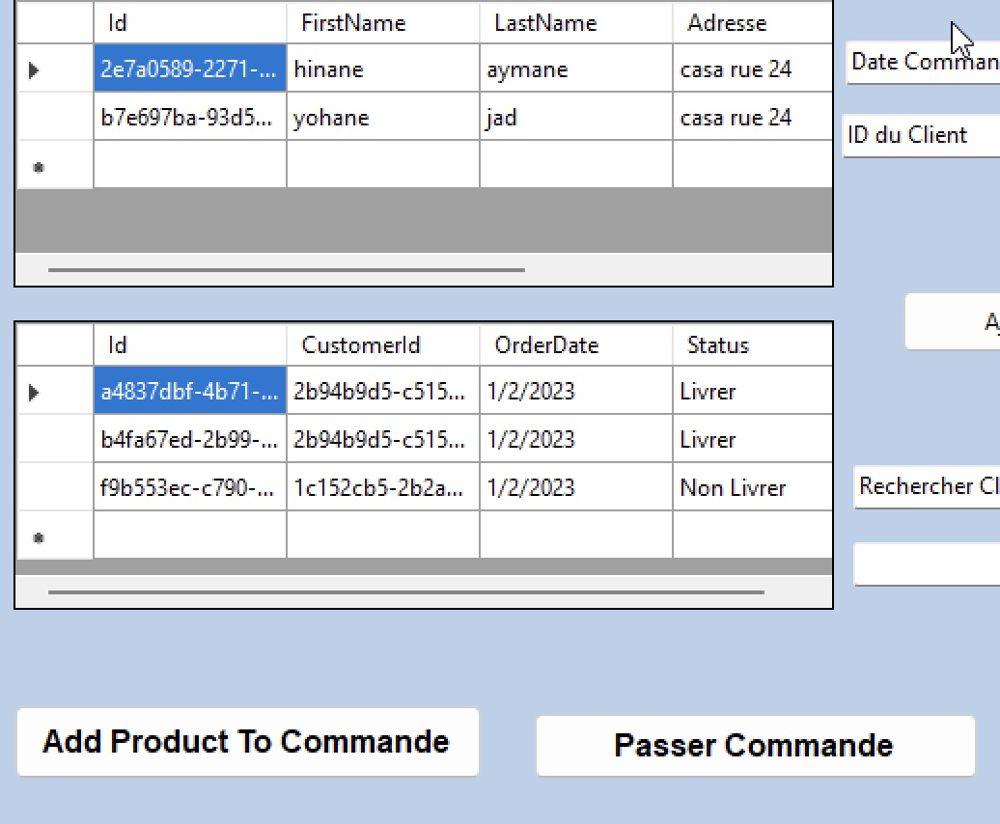 Id FirstName LastName Adresse
2e7a0589-2271-... hinane aymane casa rue 24
b7e697ba-93d5... yohane jad casa rue 24
Date Comman
ID du Client
Id CustomerId OrderDate Status
a4837dbf-4b71-... 2b94b9d5-c515... 1/2/2023 Livrer
b4fa67ed-2b99-... 2b94b9d5-c515... 1/2/2023 Livrer
f9b553ec-c790-... 1c152cb5-2b2a... 1/2/2023 Non Livrer
Rechercher Cl
Add Product To Commande
Passer Commande